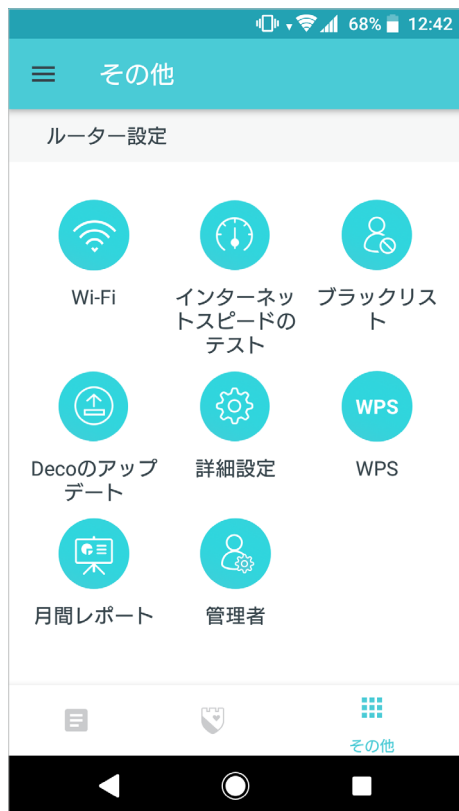 68% 12:42
その他
ルーター設定
Wi-Fi
インターネッ
トスピードの
テスト
ブラックリス
ト
Decoのアップ
デート
詳細設定
WPS
WPS
月間レポート
管理者
その他